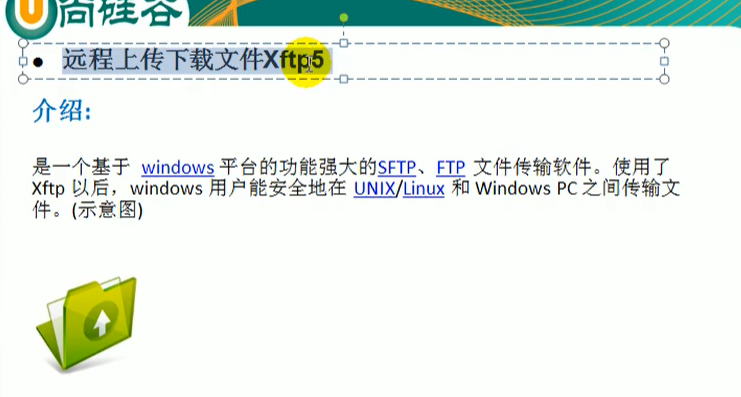 尚硅谷
远程上传下载文件Xftp5
介绍:
是一个基于 windows 平台的功能强大的SFTP、FTP 文件传输软件。使用了
Xftp 以后，windows 用户能安全地在 UNIX/Linux 和 Windows PC 之间传输文
件。(示意图)